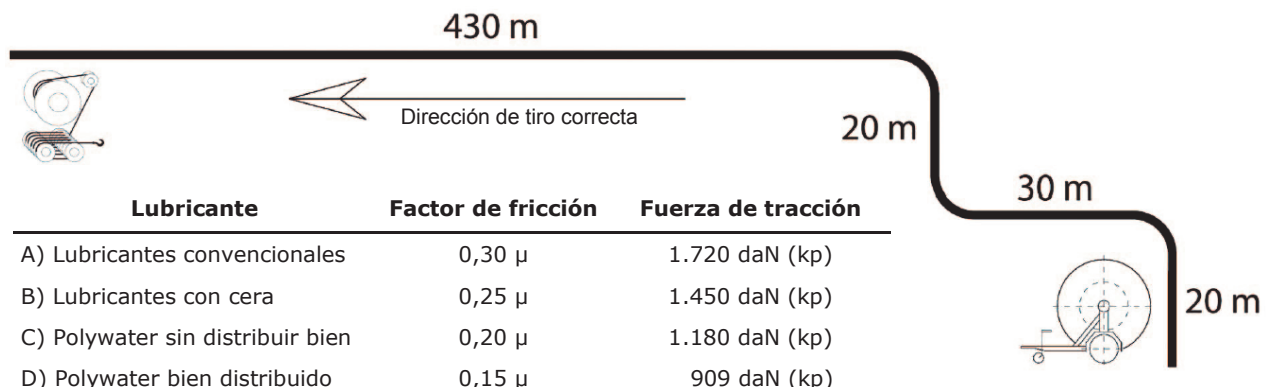 430 m
Dirección de tiro correcta
20 m
30 m
20 m
Lubricante Factor de fricción Fuerza de tracción
A) Lubricantes convencionales 0,30 µ 1.720 daN (kp)
B) Lubricantes con cera 0,25 µ 1.450 daN (kp)
C) Polywater sin distribuir bien 0,20 µ 1.180 daN (kp)
D) Polywater bien distribuido 0,15 µ 909 daN (kp)